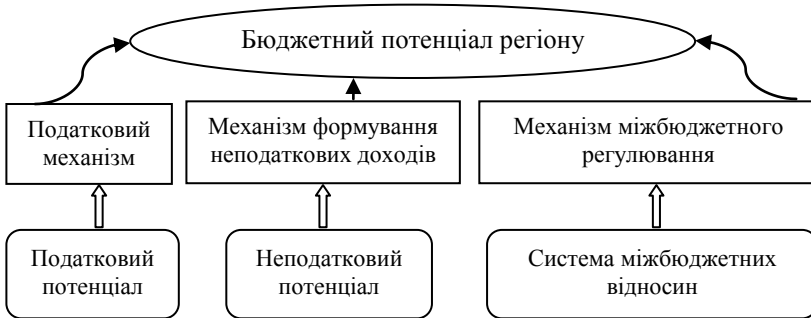 Бюджетний потенціал регіону
Податковий
механізм
Механізм формування
неподаткових доходів
Механізм міжбюджетного
регулювання
Податковий
потенціал
Неподатковий
потенціал
Система міжбюджетних
відносин